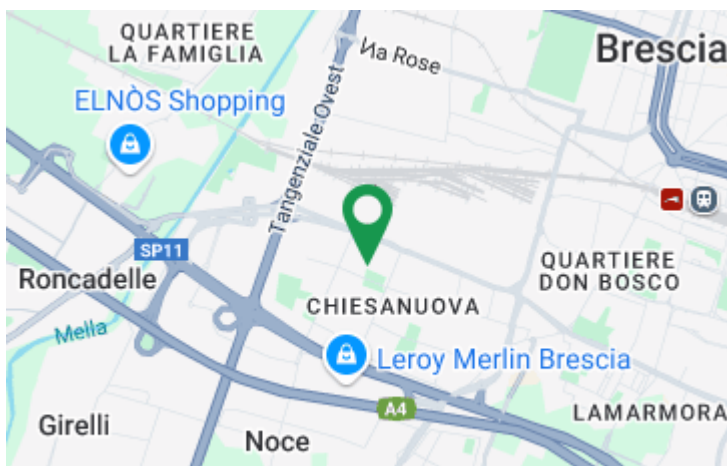 QUARTIERE
LA FAMIGLIA
Via Rose
Brescia
ELNÒS Shopping
Tangenziale Ovest
SP11
Roncadelle
QUARTIERE
DON BOSCO
CHIESANUOVA
Mella
Leroy Merlin Brescia
A4
LAMARMORA
Girelli
Noce